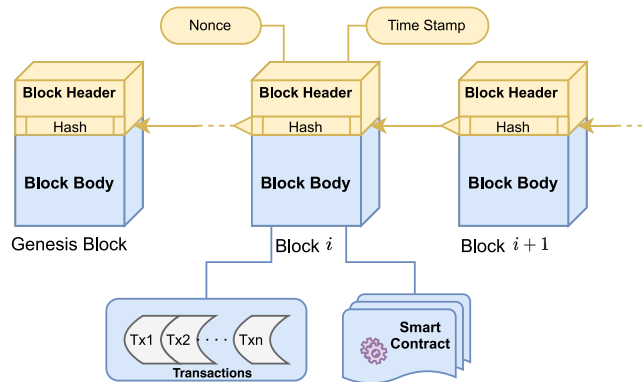 Nonce
Time Stamp
Block Header
Block Header
Block Header
Hash
Hash
Hash
Block Body
Block Body
Block Body
Genesis Block
Block i
Block i + 1
Tx1 Tx2 · · · · Txn
Transactions
Smart
Contract